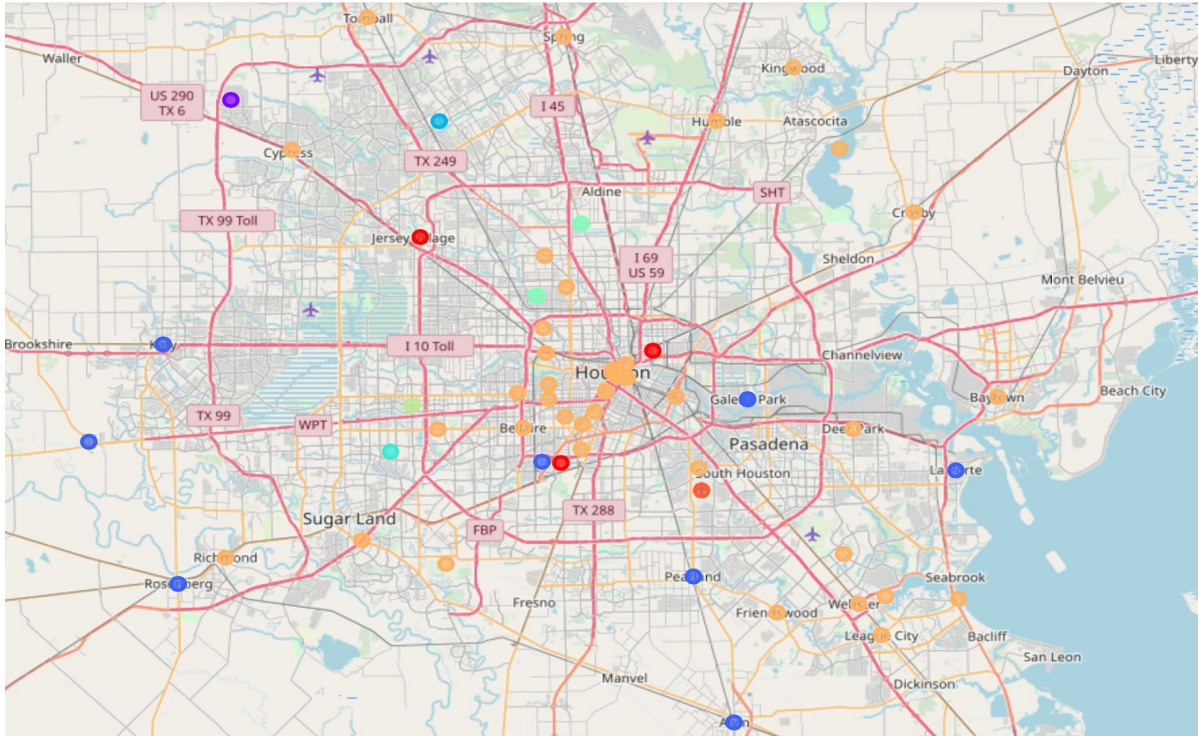 Tomball
Spring
Waller
Kingwood
Dayton
Liberty
US 290
TX 6
I 45
Humble
Atascocita
Cypress
TX 249
Aldine
SHT
TX 99 Toll
Crosby
Jersey Village
I 69
US 59
Sheldon
Mont Belvieu
Brookshire
Katy
I 10 Toll
Channelview
Houston
Beach City
Galena Park
Baytown
TX 99
WPT
Bellaire
Deer Park
Pasadena
South Houston
La Porte
Sugar Land
TX 288
FBP
Richmond
Rosenberg
Pearland
Seabrook
Fresno
Friendswood
Webster
League City
Bacliff
San Leon
Manvel
Dickinson
Alvin